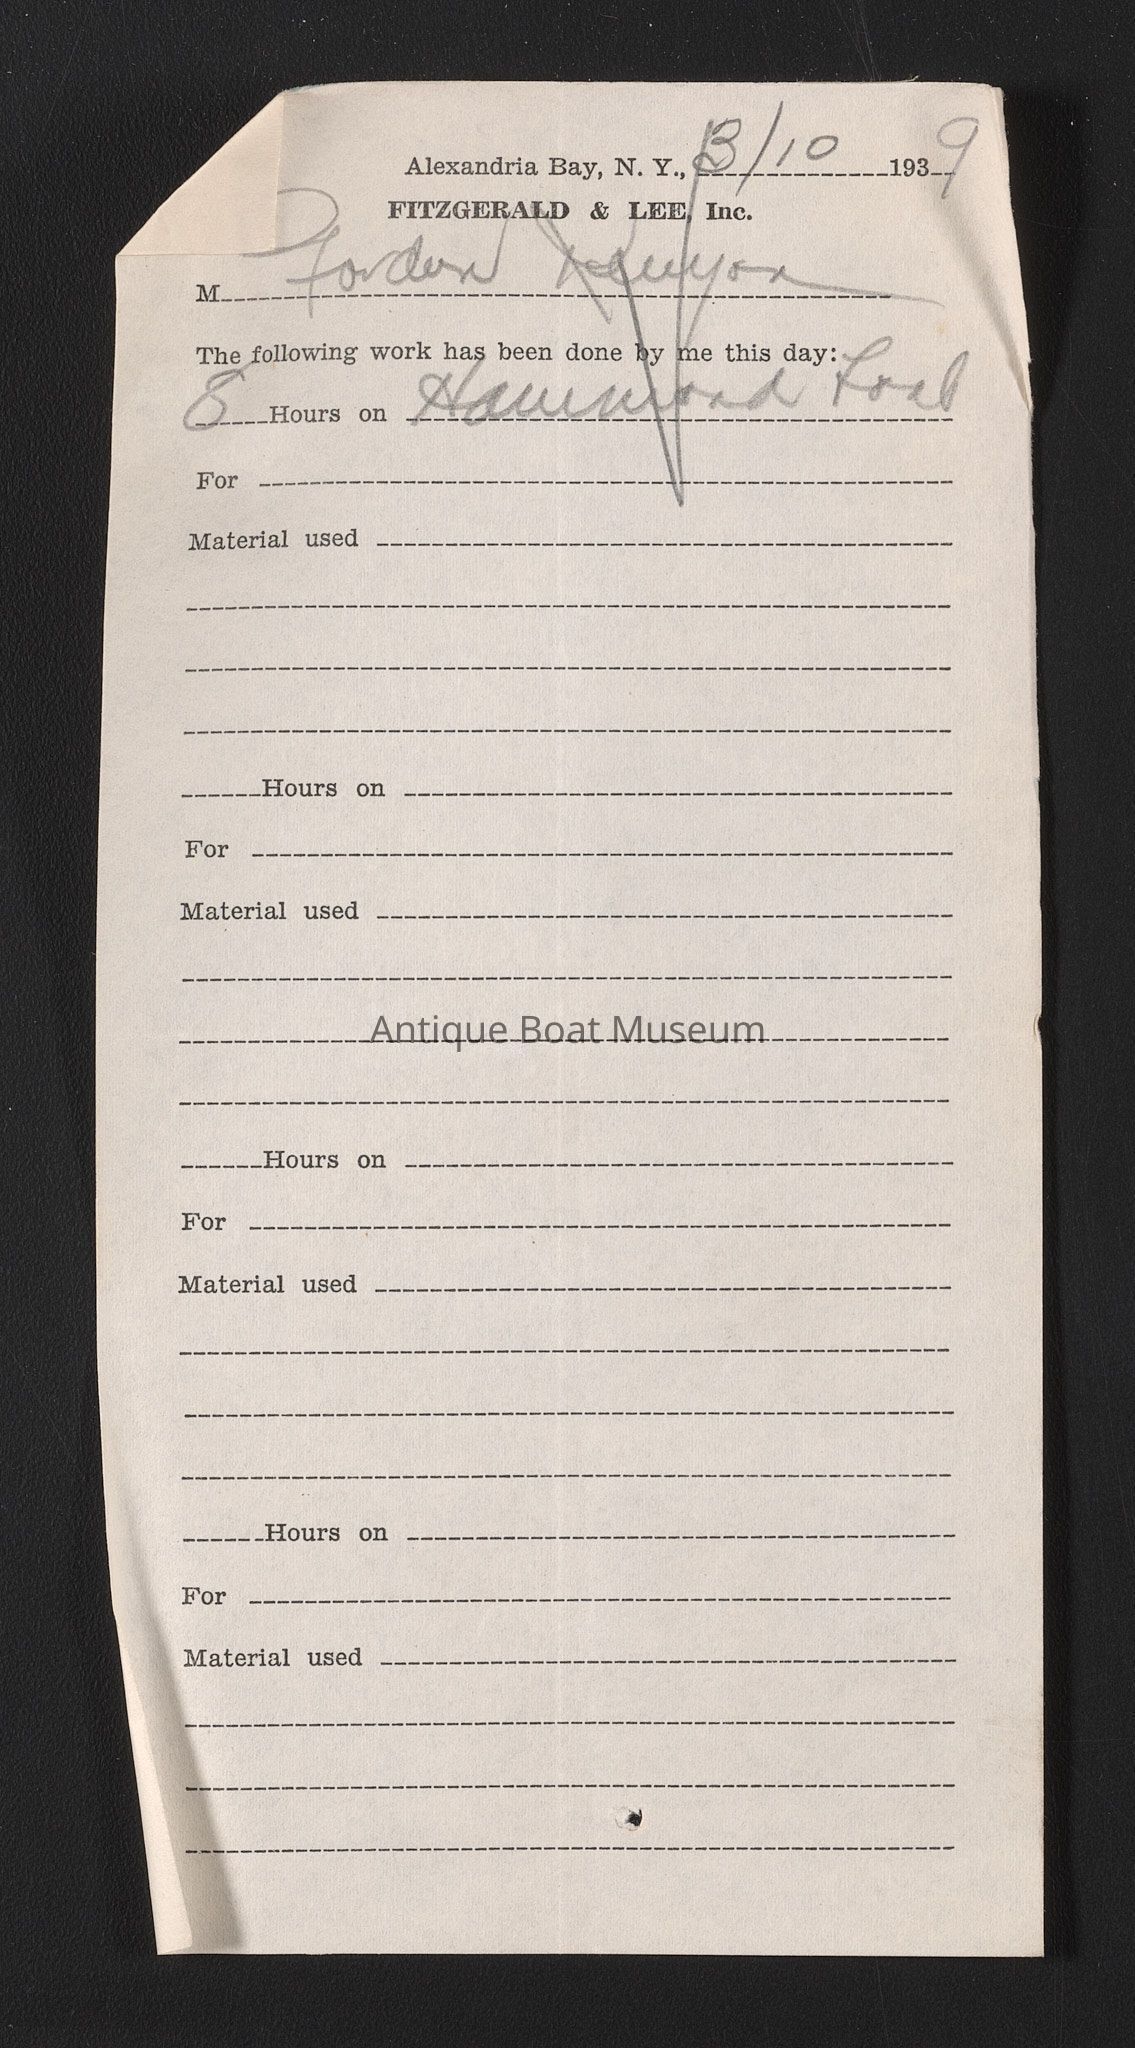 Alexandria Bay, N. Y., 3/10 1939
FITZGERALD & LEE, Inc.
M Gordon Kenyon
The following work has been done by me this day:
8 Hours on Hammond
For
Material used
Hours on
For
Material used
Antique Boat Museum
Hours on
For
Material used
Hours on
For
Material used